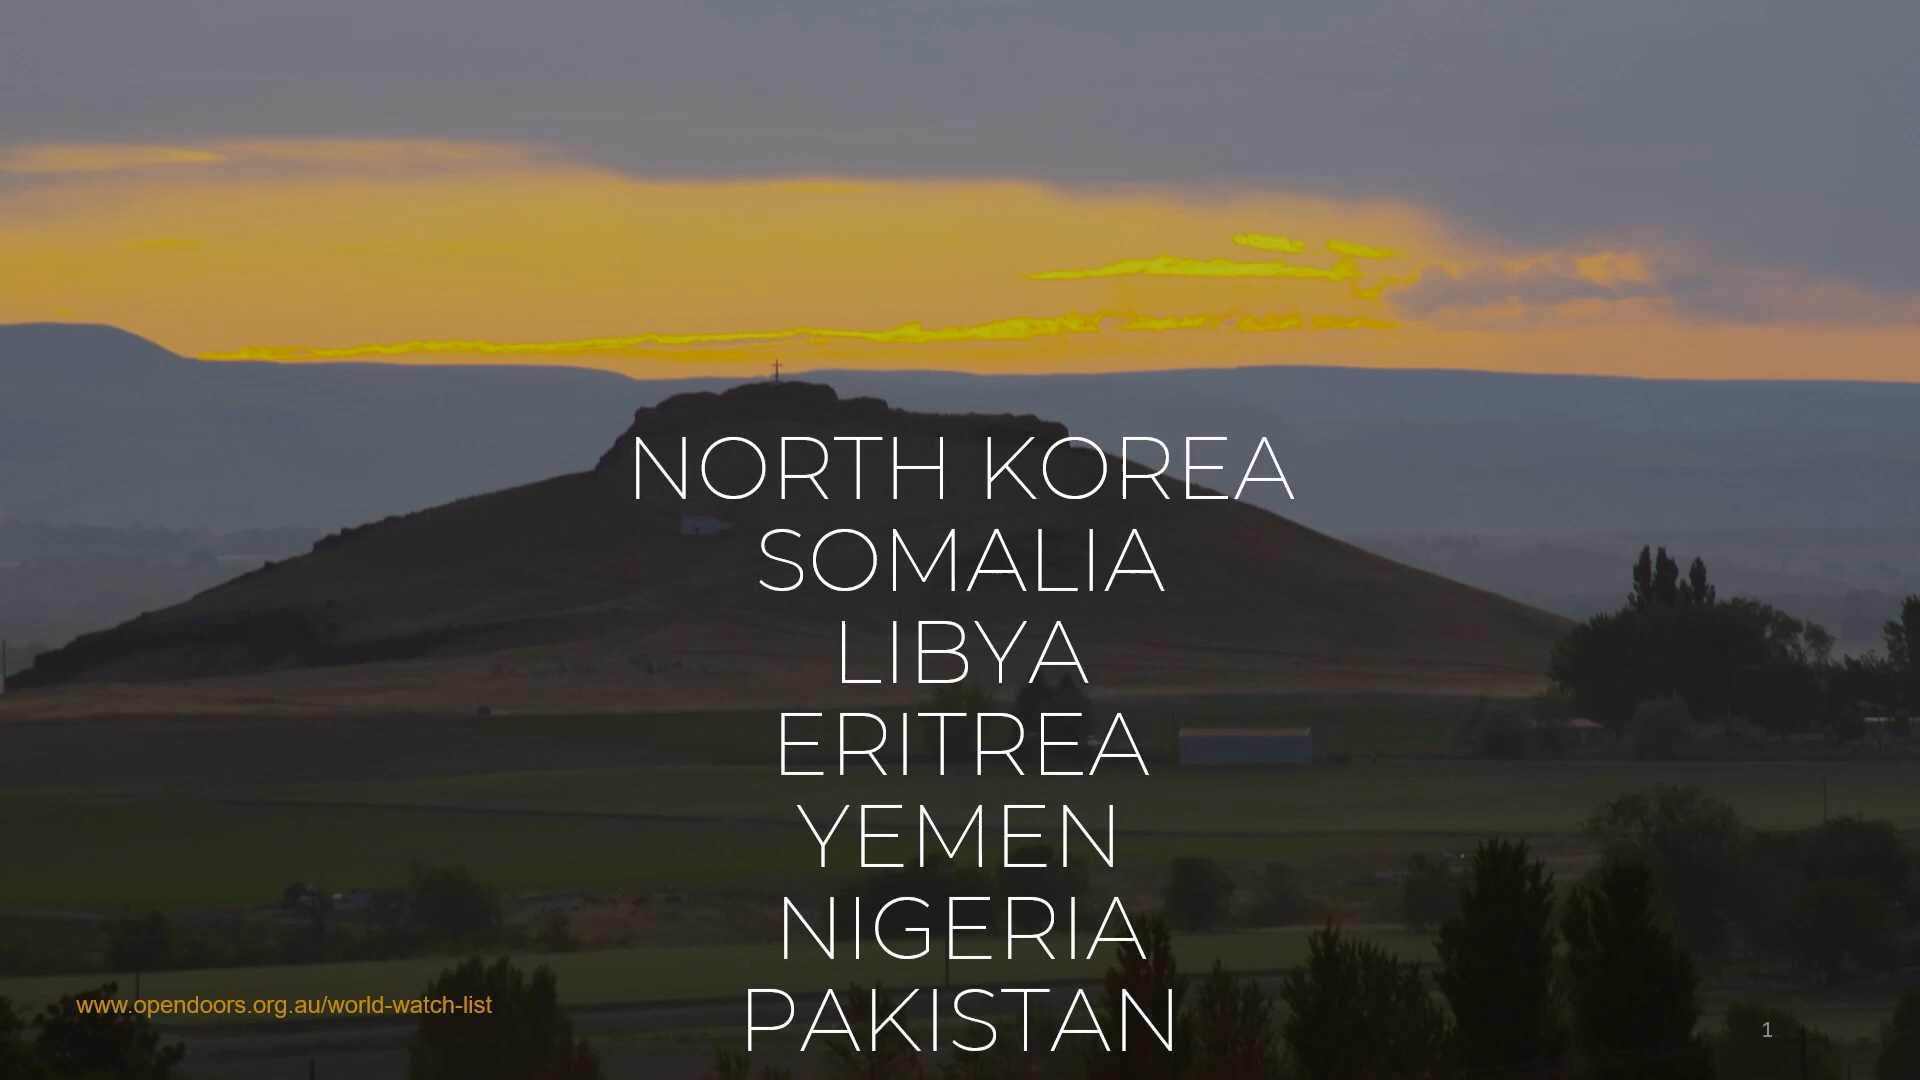 NORTH KOREA
SOMALIA
LIBYA
ERITREA
YEMEN
NIGERIA
PAKISTAN
www.opendoors.org.au/world-watch-list
1